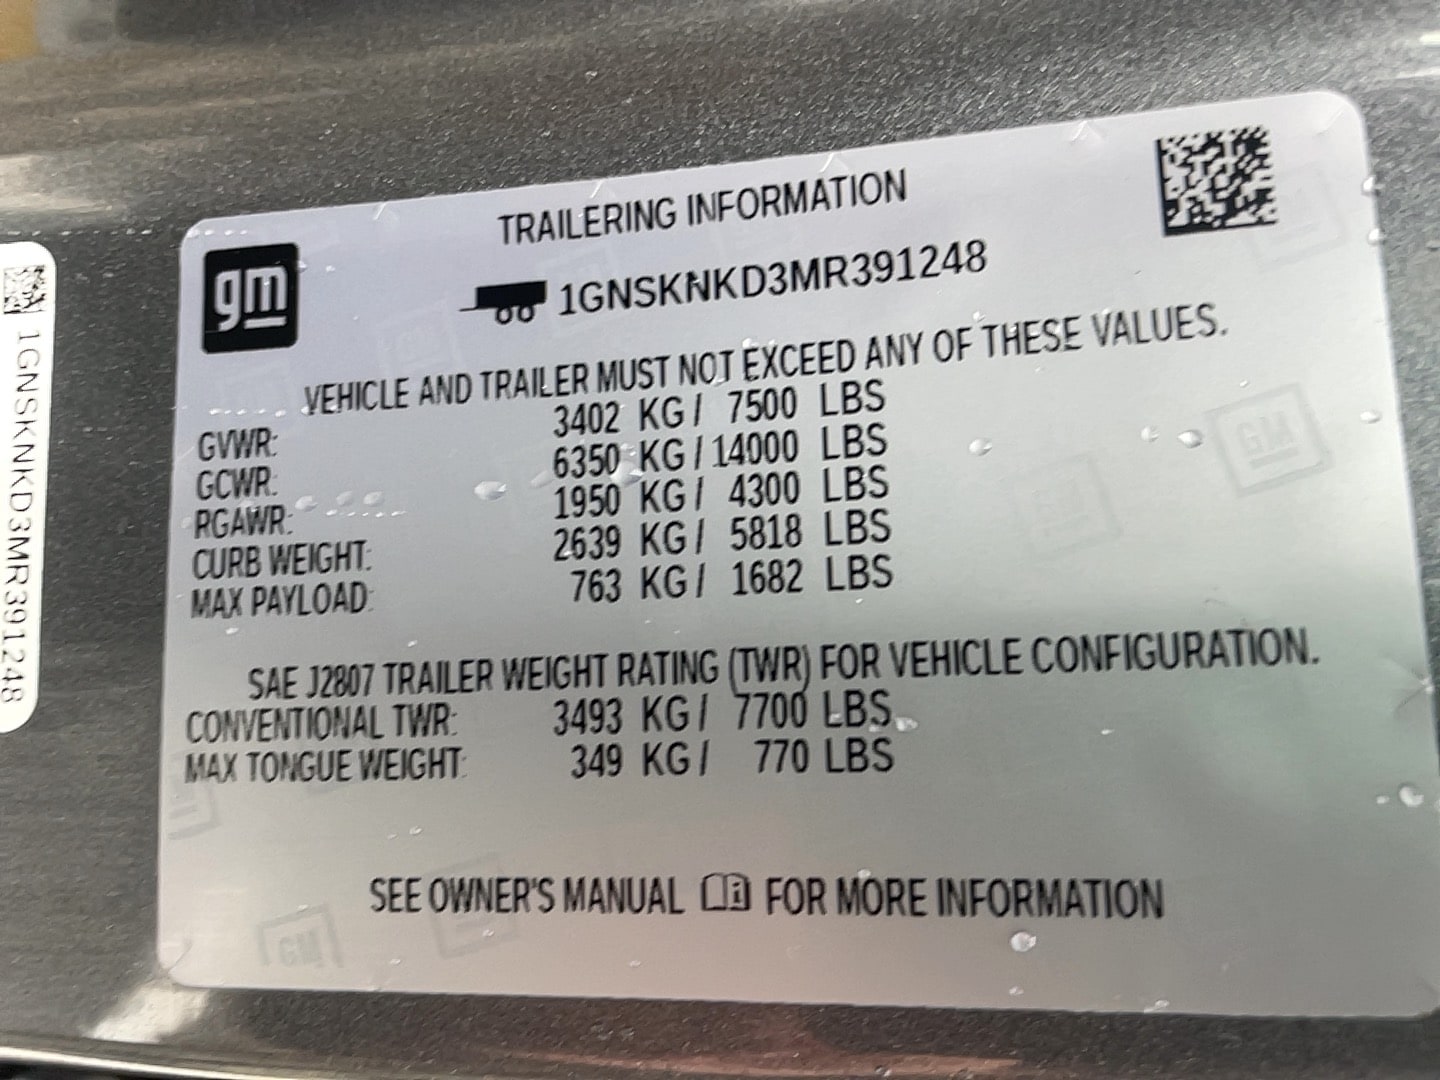 gm
TRAILERING INFORMATION
1GNSKNKD3MR391248
VEHICLE AND TRAILER MUST NOT EXCEED ANY OF THESE VALUES.
GVWR: 3402 KG / 7500 LBS
GCWR: 6350 KG / 14000 LBS
RGAWR: 1950 KG / 4300 LBS
CURB WEIGHT: 2639 KG / 5818 LBS
MAX PAYLOAD: 763 KG / 1682 LBS
SAE J2807 TRAILER WEIGHT RATING (TWR) FOR VEHICLE CONFIGURATION.
CONVENTIONAL TWR: 3493 KG / 7700 LBS
MAX TONGUE WEIGHT: 349 KG / 770 LBS
SEE OWNER'S MANUAL i FOR MORE INFORMATION
GM
GM
1GNSKNKD3MR391248